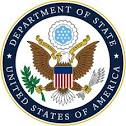 DEPARTMENT OF STATE
UNITED STATES OF AMERICA